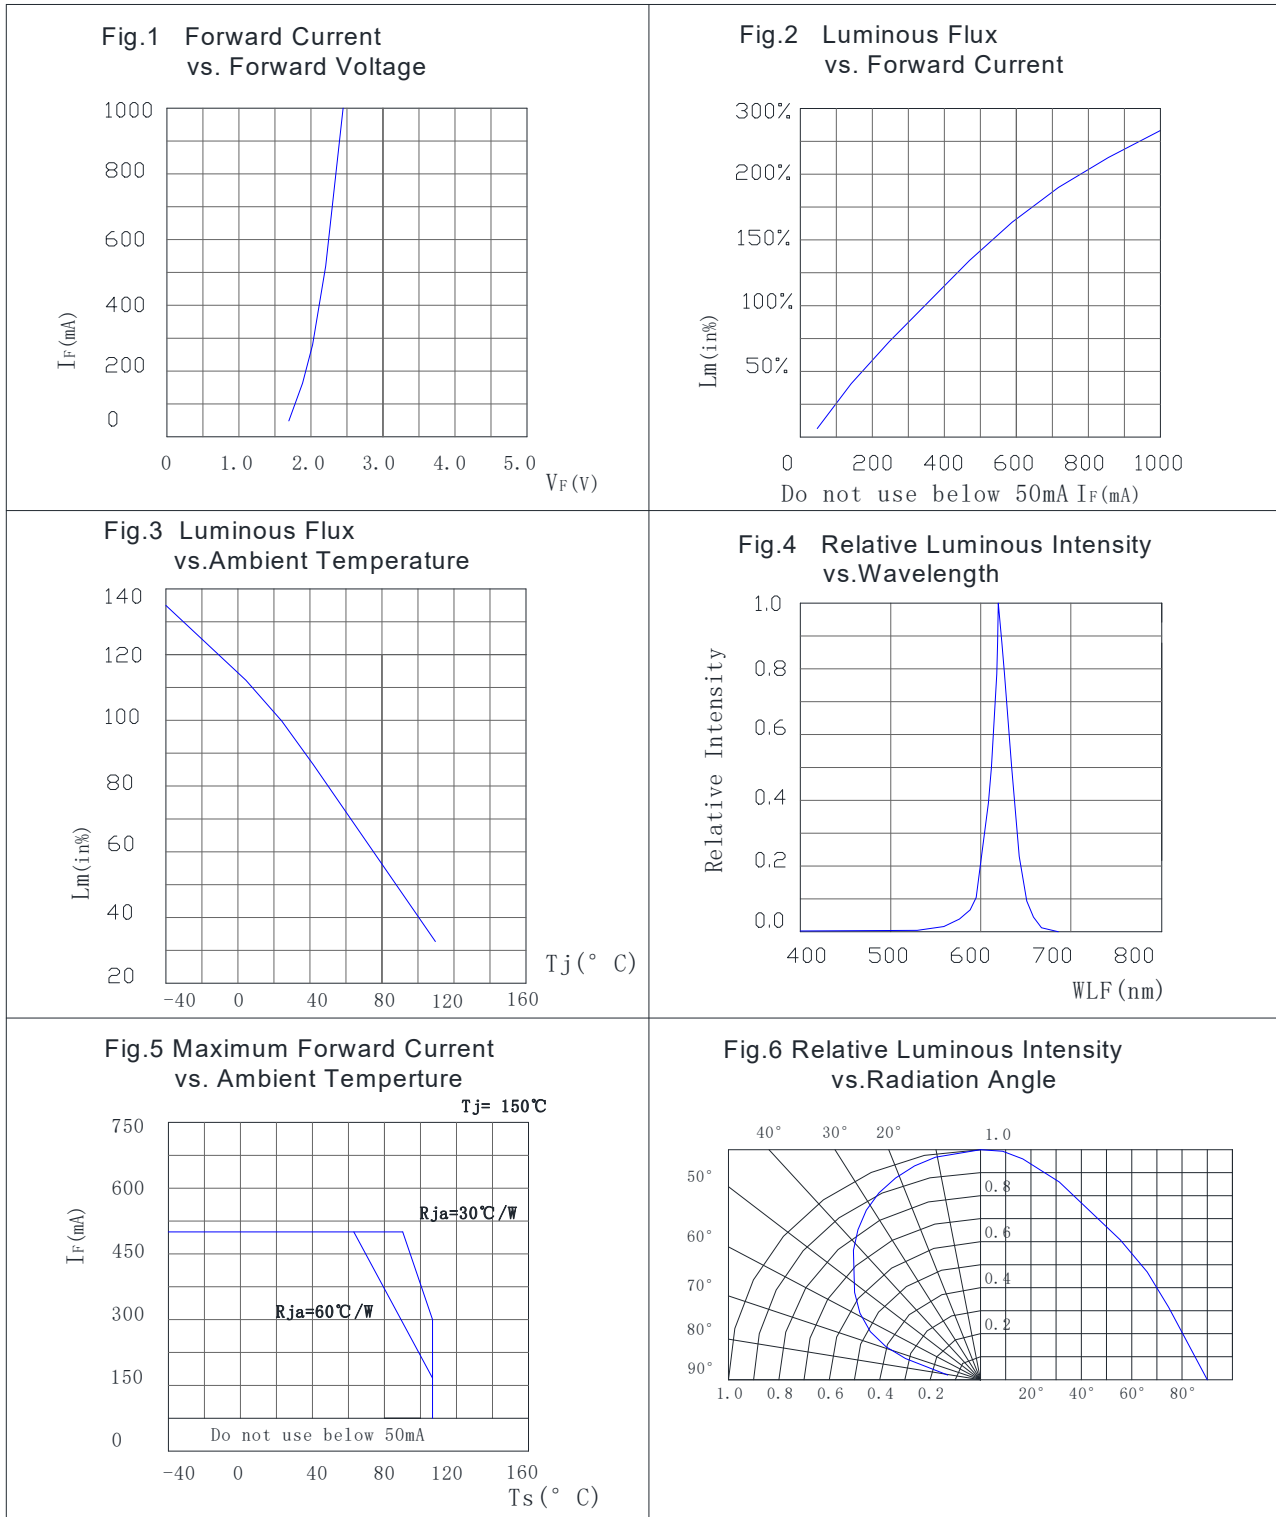 Fig.1 Forward Current
vs. Forward Voltage
1000
800
600
400
200
0
IF(mA)
0 1.0 2.0 3.0 4.0 5.0
VF(V)
Fig.2 Luminous Flux
vs. Forward Current
300%
200%
150%
100%
50%
Lm(in%)
0 200 400 600 800 1000
Do not use below 50mA IF(mA)
Fig.3 Luminous Flux
vs.Ambient Temperature
140
120
100
80
60
40
20
Lm(in%)
Tj(° C)
-40 0 40 80 120 160
Fig.4 Relative Luminous Intensity
vs.Wavelength
1.0
0.8
0.6
0.4
0.2
0.0
Relative Intensity
400 500 600 700 800
WLF(nm)
Fig.5 Maximum Forward Current
vs. Ambient Temperture
Tj= 150℃
750
600
450
300
150
0
IF(mA)
Rja=30℃/W
Rja=60℃/W
Do not use below 50mA
-40 0 40 80 120 160
Ts(° C)
Fig.6 Relative Luminous Intensity
vs.Radiation Angle
40° 30° 20° 1.0
50°
0.8
60° 0.6
70° 0.4
80° 0.2
90°
1.0 0.8 0.6 0.4 0.2 20° 40° 60° 80°